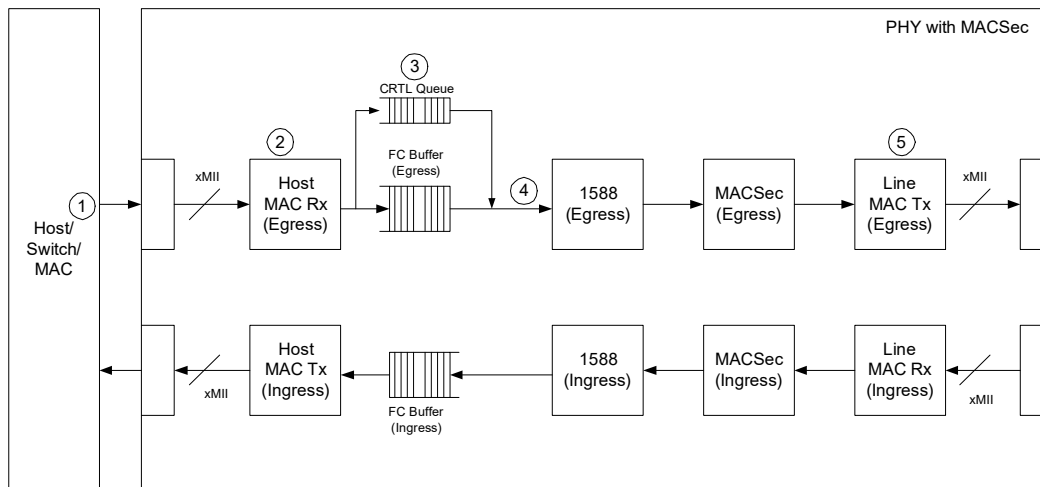 PHY with MACSec
3
CRTL Queue
2
5
FC Buffer
(Egress)
xMII
Host
MAC Rx
(Egress)
4
1588
(Egress)
MACSec
(Egress)
Line
MAC Tx
(Egress)
xMII
1
Host/
Switch/
MAC
Host
MAC Tx
(Ingress)
1588
(Ingress)
MACSec
(Ingress)
Line
MAC Rx
(Ingress)
xMII
xMII
FC Buffer
(Ingress)